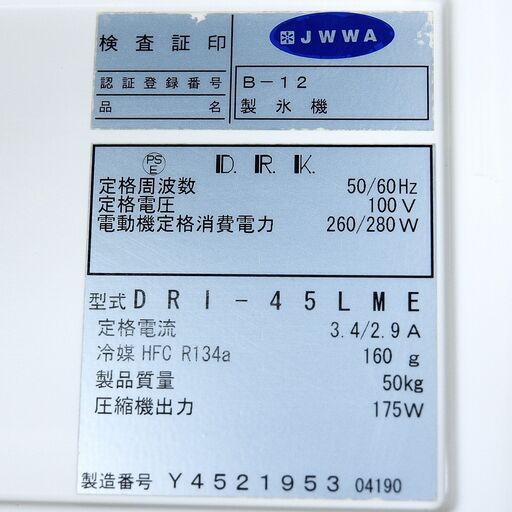 検査証印 JWWA
認証登録番号 B-12
品名 製氷機
PS E D.R.K.
定格周波数 50/60Hz
定格電圧 100V
電動機定格消費電力 260/280W
型式 DRI-45LME
定格電流 3.4/2.9A
冷媒 HFC R134a 160 g
製品質量 50kg
圧縮機出力 175W
製造番号 Y4521953 04190